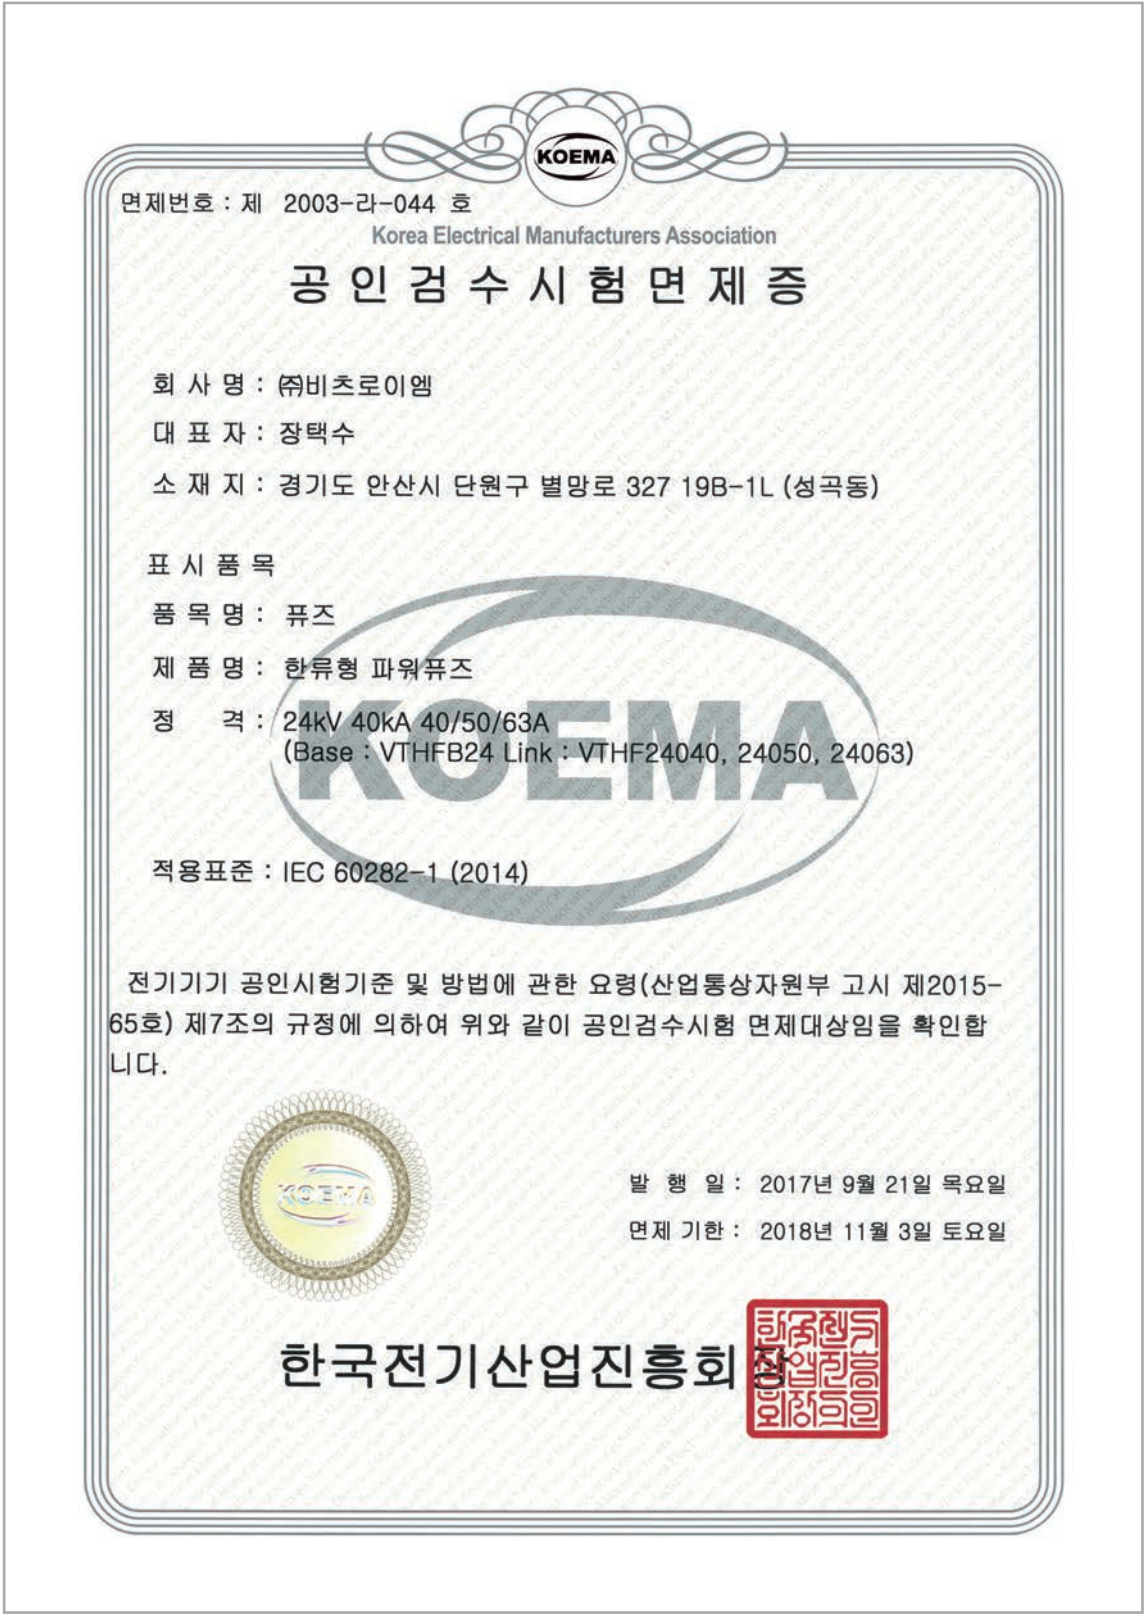 KOEMA
면제번호 : 제 2003-라-044 호
Korea Electrical Manufacturers Association
공인검수시험면제증
회 사 명 : ㈜비츠로이엠
대 표 자 : 장택수
소 재 지 : 경기도 안산시 단원구 별망로 327 19B-1L (성곡동)
표 시 품 목
품 목 명 : 퓨즈
제 품 명 : 한류형 파워퓨즈
정 격 : 24kV 40kA 40/50/63A
(Base : VTHFB24 Link : VTHF24040, 24050, 24063)
KOEMA
적용표준 : IEC 60282-1 (2014)
전기기기 공인시험기준 및 방법에 관한 요령(산업통상자원부 고시 제2015-
65호) 제7조의 규정에 의하여 위와 같이 공인검수시험 면제대상임을 확인합
니다.
KOEMA
발 행 일 : 2017년 9월 21일 목요일
면제 기한 : 2018년 11월 3일 토요일
한국전기산업진흥회장